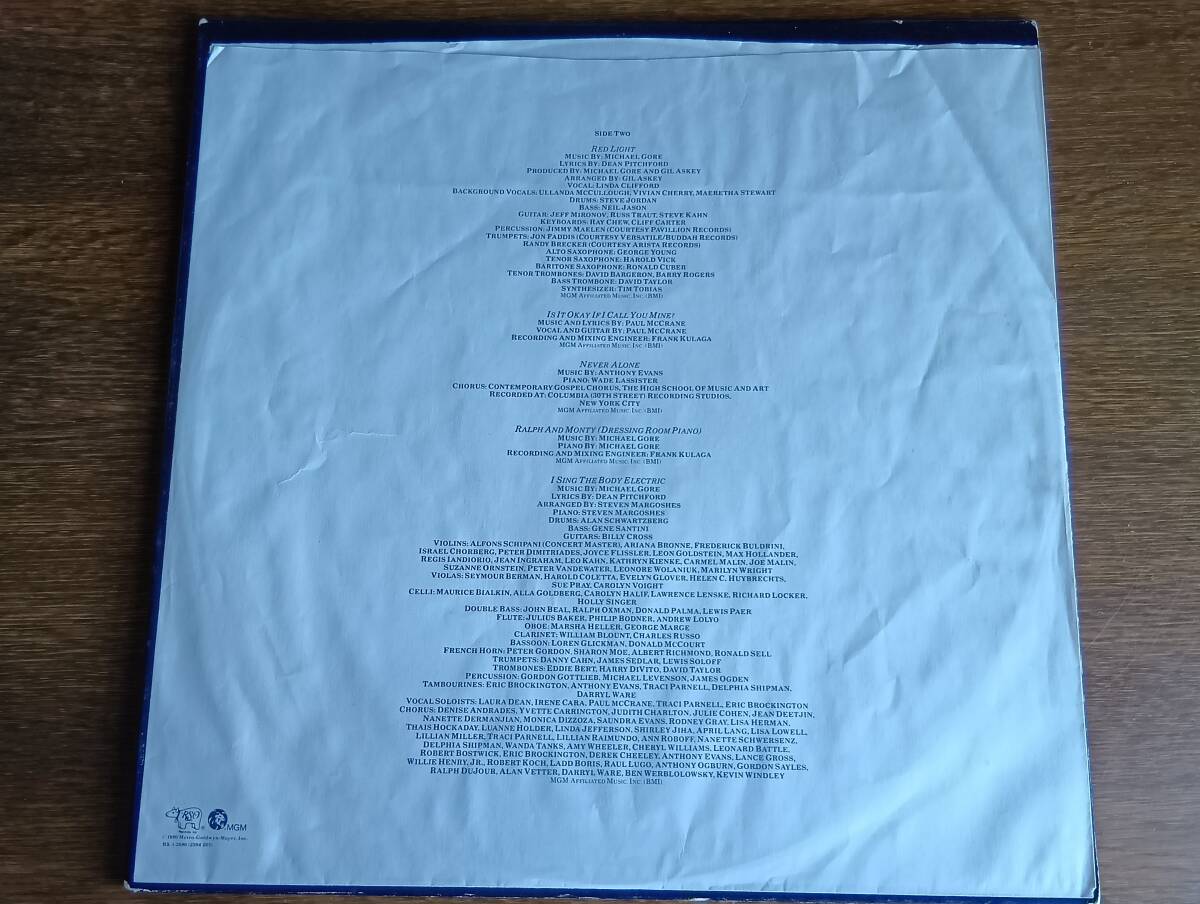 SIDE TWO
RED LIGHT
MUSIC BY: MICHAEL GORE
LYRICS BY: DEAN PITCHFORD
PRODUCED BY: MICHAEL GORE AND GIL ASKEY
ARRANGED BY: GIL ASKEY
VOCAL: LINDA CLIFFORD
BACKGROUND VOCALS: ULLANDA MCCULLOUGH, VIVIAN CHERRY, MAERETHA STEWART
DRUMS: STEVE JORDAN
BASS: NEIL JASON
GUITAR: JEFF MIRONOV, RUSS TRAUT, STEVE KAHN
KEYBOARDS: RAY CHEW, CLIFF CARTER
PERCUSSION: JIMMY MAELEN (COURTESY PAVILLION RECORDS)
TRUMPETS: JON FADDIS (COURTESY VERSATILE/BUDDAH RECORDS)
RANDY BRECKER (COURTESY ARISTA RECORDS)
ALTO SAXOPHONE: GEORGE YOUNG
TENOR SAXOPHONE: HAROLD VICK
BARITONE SAXOPHONE: RONALD CUBER
TENOR TROMBONES: DAVID BARGERON, BARRY ROGERS
BASS TROMBONE: DAVID TAYLOR
SYNTHESIZER: TIM TOBIAS
MGM AFFILIATED MUSIC, INC. (BMI)
IS IT OKAY IF I CALL YOU MINE?
MUSIC AND LYRICS BY: PAUL MCCRANE
VOCAL AND GUITAR BY: PAUL MCCRANE
RECORDING AND MIXING ENGINEER: FRANK KULAGA
MGM AFFILIATED MUSIC, INC. (BMI)
NEVER ALONE
MUSIC BY: ANTHONY EVANS
PIANO: WADE LASSISTER
CHORUS: CONTEMPORARY GOSPEL CHORUS, THE HIGH SCHOOL OF MUSIC AND ART
RECORDED AT: COLUMBIA (30TH STREET) RECORDING STUDIOS,
NEW YORK CITY
MGM AFFILIATED MUSIC, INC. (BMI)
RALPH AND MONTY (DRESSING ROOM PIANO)
MUSIC BY: MICHAEL GORE
PIANO BY: MICHAEL GORE
RECORDING AND MIXING ENGINEER: FRANK KULAGA
MGM AFFILIATED MUSIC, INC. (BMI)
I SING THE BODY ELECTRIC
MUSIC BY: MICHAEL GORE
LYRICS BY: DEAN PITCHFORD
ARRANGED BY: STEVEN MARGOSHES
PIANO: STEVEN MARGOSHES
DRUMS: ALAN SCHWARTZBERG
BASS: GENE SANTINI
GUITARS: BILLY CROSS
VIOLINS: ALFONS SCHIPANI (CONCERT MASTER), ARIANA BRONNE, FREDERICK BULDRINI,
ISRAEL CHORBERG, PETER DIMITRIADES, JOYCE FLISSLER, LEON GOLDSTEIN, MAX HOLLANDER,
REGIS IANDIORIO, JEAN INGRAHAM, LEO KAHN, KATHRYN KIENKE, CARMEL MALIN, JOE MALIN,
SUZANNE ORNSTEIN, PETER VANDEWATER, LEONORE WOLANIUK, MARILYN WRIGHT
VIOLAS: SEYMOUR BERMAN, HAROLD COLETTA, EVELYN GLOVER, HELEN C. HUYBRECHTS,
SUE PRAY, CAROLYN VOIGHT
CELLI: MAURICE BIALKIN, ALLA GOLDBERG, CAROLYN HALIF, LAWRENCE LENSKE, RICHARD LOCKER,
HOLLY SINGER
DOUBLE BASS: JOHN BEAL, RALPH OXMAN, DONALD PALMA, LEWIS PAER
FLUTE: JULIUS BAKER, PHILIP BODNER, ANDREW LOLYO
OBOE: MARSHA HELLER, GEORGE MARGE
CLARINET: WILLIAM BLOUNT, CHARLES RUSSO
BASSOON: LOREN GLICKMAN, DONALD MCCOURT
FRENCH HORN: PETER GORDON, SHARON MOE, ALBERT RICHMOND, RONALD SELL
TRUMPETS: DANNY CAHN, JAMES SEDLAR, LEWIS SOLOFF
TROMBONES: EDDIE BERT, HARRY DIVITO, DAVID TAYLOR
PERCUSSION: GORDON GOTTLIEB, MICHAEL LEVENSON, JAMES OGDEN
TAMBOURINES: ERIC BROCKINGTON, ANTHONY EVANS, TRACI PARNELL, DELPHIA SHIPMAN,
DARRYL WARE
VOCAL SOLOISTS: LAURA DEAN, IRENE CARA, PAUL MCCRANE, TRACI PARNELL, ERIC BROCKINGTON
CHORUS: DENISE ANDRADES, YVETTE CARRINGTON, JUDITH CHARLTON, JULIE COHEN, JEAN DEETJIN,
NANETTE DERMANJIAN, MONICA DIZZOZA, SAUNDRA EVANS, RODNEY GRAY, LISA HERMAN,
THAIS HOCKADAY, LUANNE HOLDER, LINDA JEFFERSON, SHIRLEY JIHA, APRIL LANG, LISA LOWELL,
LILLIAN MILLER, TRACI PARNELL, LILLIAN RAIMUNDO, ANN ROBOFF, NANETTE SCHWERSENZ,
DELPHIA SHIPMAN, WANDA TANKS, AMY WHEELER, CHERYL WILLIAMS, LEONARD BATTLE,
ROBERT BOSTWICK, ERIC BROCKINGTON, DEREK CHEELEY, ANTHONY EVANS, LANCE GROSS,
WILLIE HENRY, JR., ROBERT KOCH, LADD BORIS, RAUL LUGO, ANTHONY OGBURN, GORDON SAYLES,
RALPH DUJOUR, ALAN VETTER, DARRYL WARE, BEN WERBLOLOWSKY, KEVIN WINDLEY
MGM AFFILIATED MUSIC, INC. (BMI)
RSO
Records, Inc.
MGM
© 1980 Metro-Goldwyn-Mayer, Inc.
RX-1-3080 (2394 265)